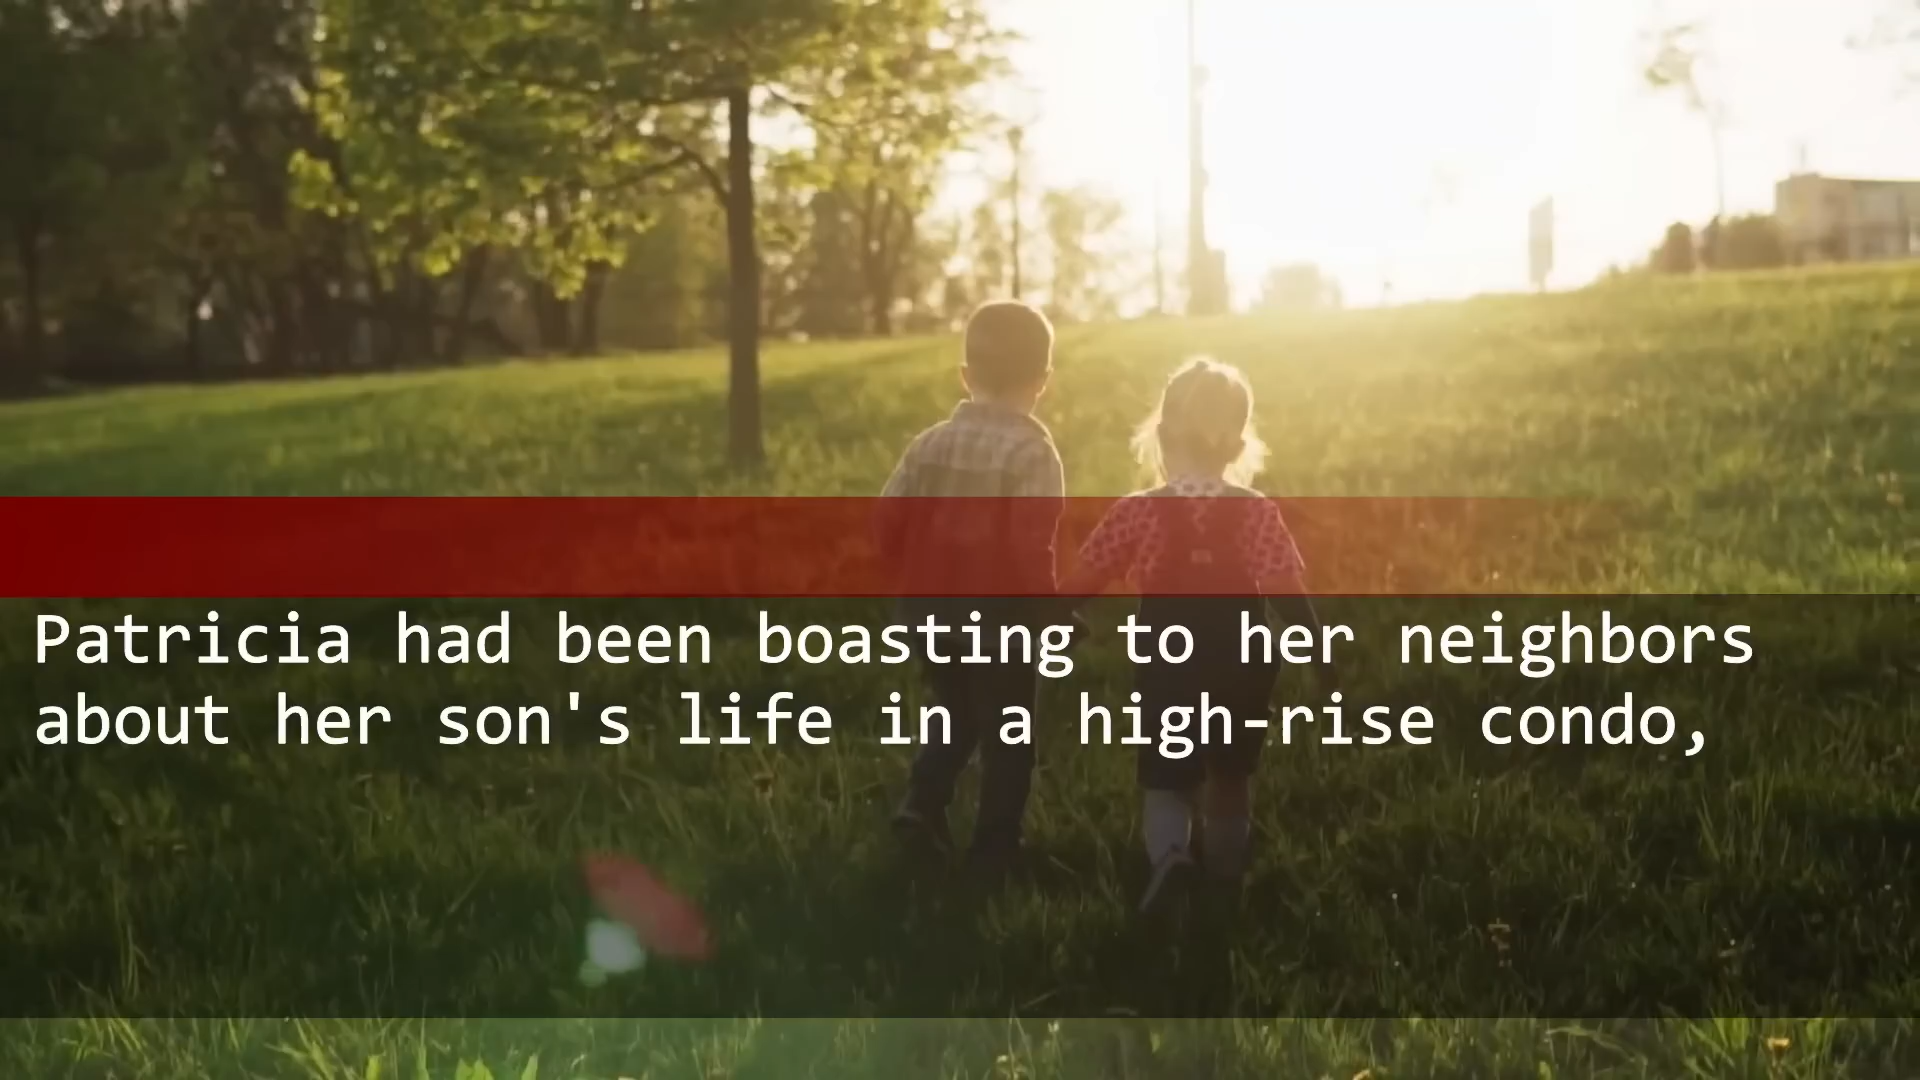 Patricia had been boasting to her neighbors
about her son's life in a high-rise condo,